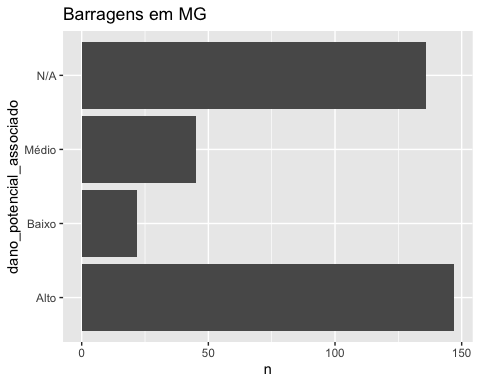 Barragens em MG
dano_potencial_associado
N/A
Médio
Baixo
Alto
0 50 100 150
n